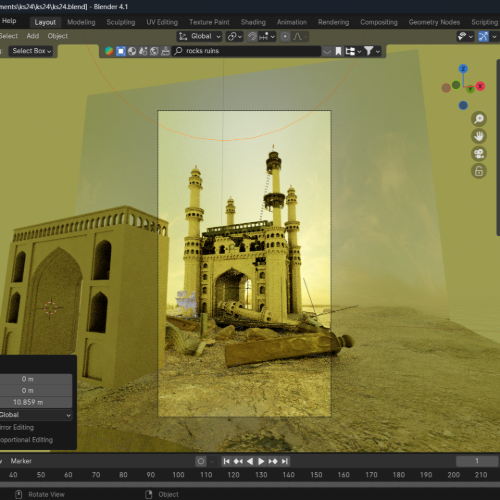 ments\ks24\ks24\ks24.blend] - Blender 4.1
Help Layout Modeling Sculpting UV Editing Texture Paint Shading Animation Rendering Compositing Geometry Nodes Scripting
Select Add Object Global
Select Box rocks ruins
Z
X
Y
0 m
0 m
10.859 m
Global
irror Editing
oportional Editing
Marker 1
40 50 60 70 80 90 100 110 120 130 140 150 160 170 180 190 200 210
Rotate View Object